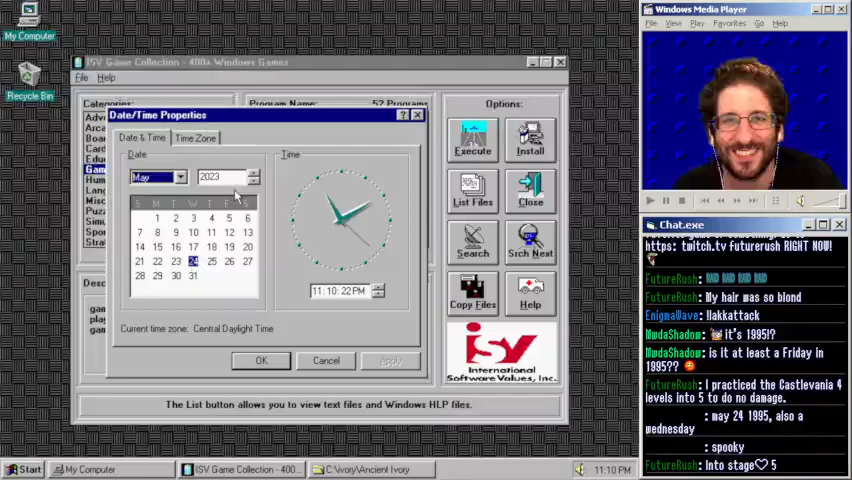 My Computer
Recycle Bin
ISV Game Collection - 400+ Windows Games
File Help
Categories:
Program Name:
52 Programs
Options:
Date/Time Properties
Date & Time
Time Zone
Date
Time
May
2023
S M T W T F S
1 2 3 4 5 6
7 8 9 10 11 12 13
14 15 16 17 18 19 20
21 22 23 24 25 26 27
28 29 30 31
11:10:22 PM
Current time zone: Central Daylight Time
OK
Cancel
Apply
Execute
Install
List Files
Close
Search
Srch Next
Copy Files
Help
isv
International
Software Values, Inc.
The List button allows you to view text files and Windows HLP files.
Start
My Computer
ISV Game Collection - 400...
C:\ivory\Ancient Ivory
11:10 PM
Windows Media Player
File View Play Favorites Go Help
Chat.exe
https: twitch.tv futurerush RIGHT NOW!
FutureRush: RAD RAD RAD RAD
FutureRush: My hair was so blond
EnigmaWave: Hakkattack
MwdaShadow: it's 1995!?
MwdaShadow: is it at least a Friday in
1995??
FutureRush: I practiced the Castlevania 4
levels into 5 to do no damage.
: may 24 1995, also a
wednesday
: spooky
FutureRush: Into stage 5